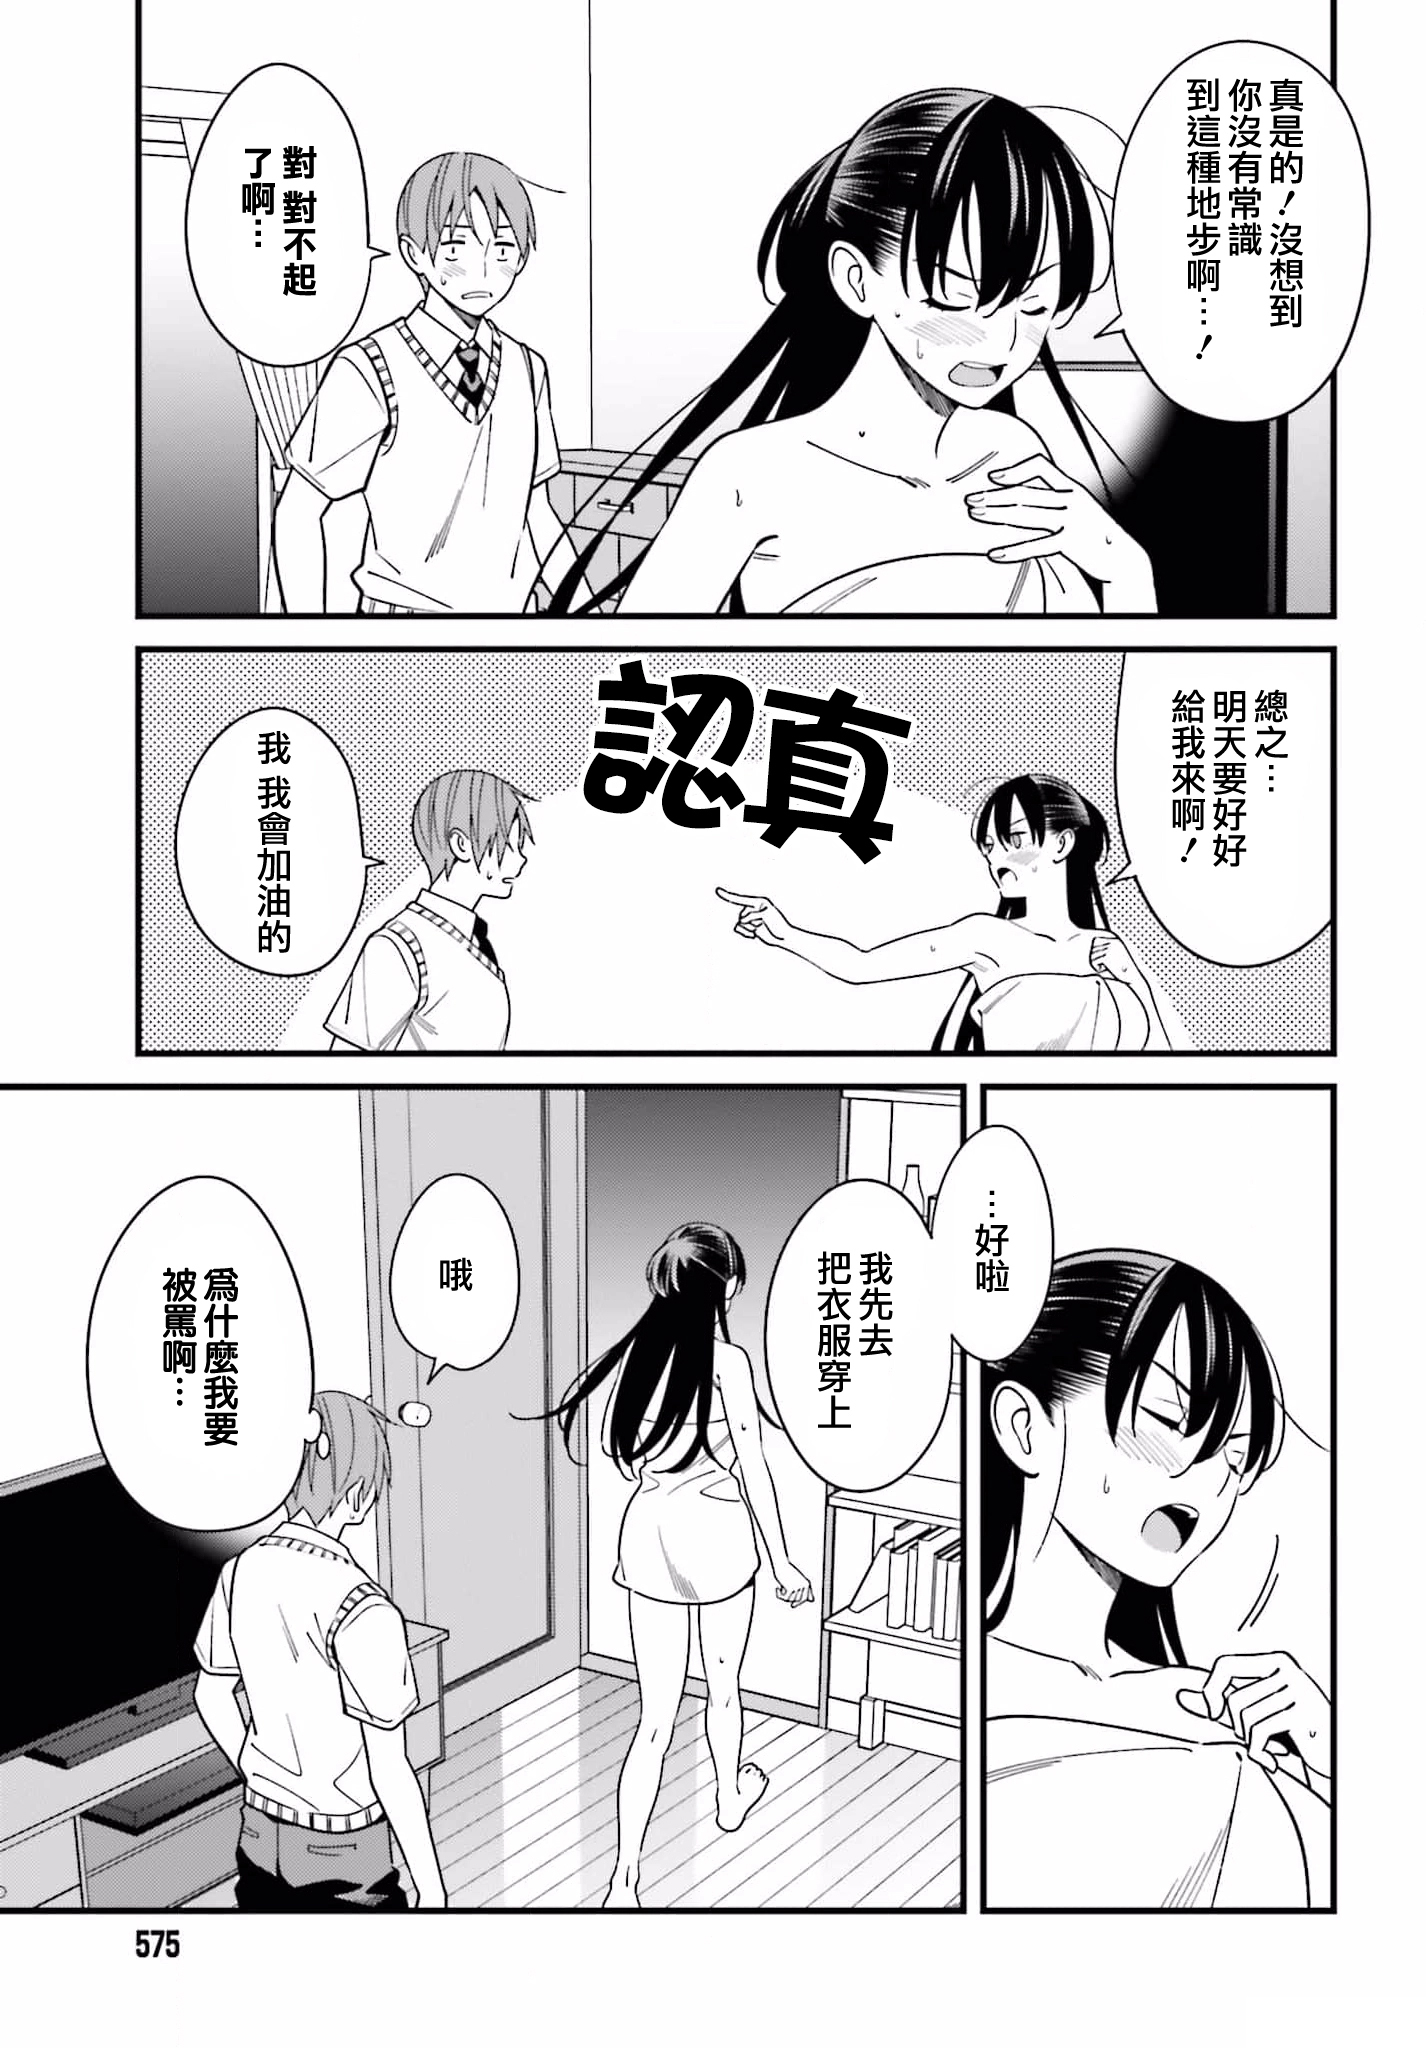 真是的！沒想到
你沒有常識
到這種地步啊…！
對 對不起
了啊…
總之…
明天要好好
給我來啊！
認真
我 我會加油的
…好啦
我先去
把衣服穿上
哦
爲什麼我要
被罵啊…
575